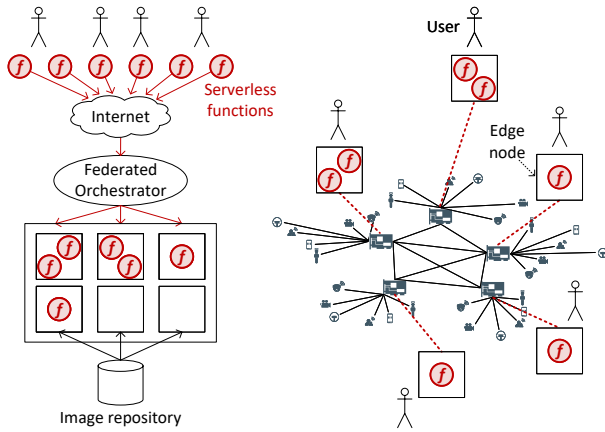 f f f f f f
Serverless
functions
Internet
Federated
Orchestrator
f f f f f
f
Image repository
User
f f
Edge
node
f f
f
f
f